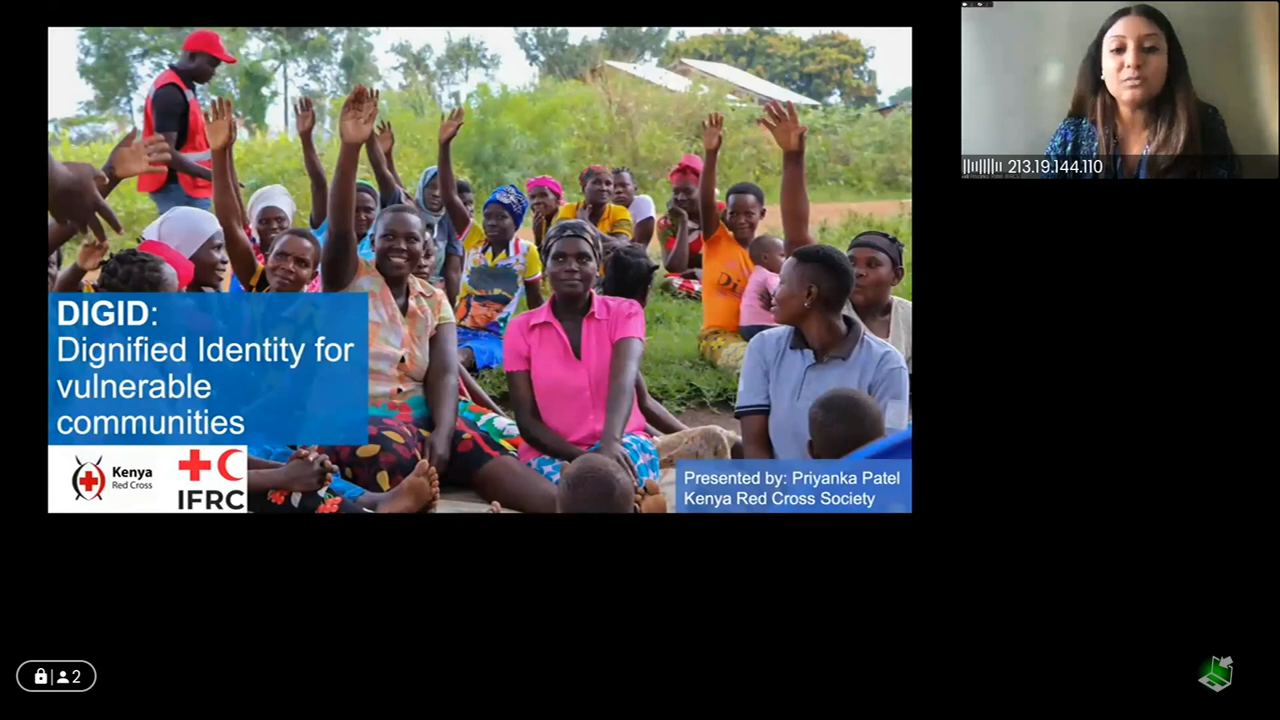 DIGID:
Dignified Identity for
vulnerable
communities
Kenya
Red Cross
IFRC
Presented by: Priyanka Patel
Kenya Red Cross Society
213.19.144.110
2